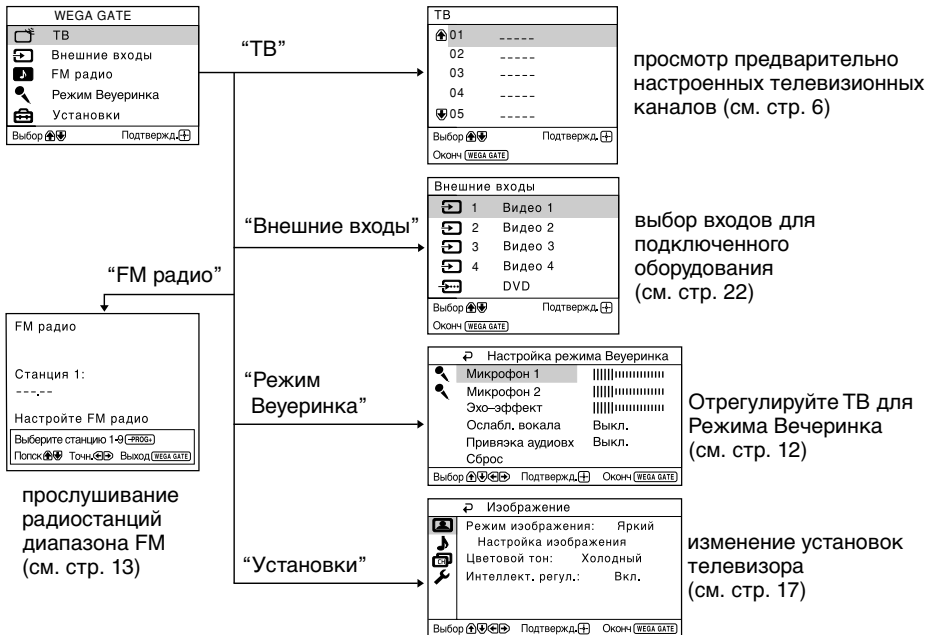 WEGA GATE
ТВ
Внешние входы
FM радио
Режим Веуеринка
Установки
Выбор Подтвержд.
“ТВ”
ТВ
01 -----
02 -----
03 -----
04 -----
05 -----
Выбор Подтвержд.
Оконч WEGA GATE
просмотр предварительно
настроенных телевизионных
каналов (см. стр. 6)
“Внешние входы”
Внешние входы
1 Видео 1
2 Видео 2
3 Видео 3
4 Видео 4
DVD
Выбор Подтвержд.
Оконч WEGA GATE
выбор входов для
подключенного
оборудования
(см. стр. 22)
“FM радио”
FM радио
Станция 1:
---.--
Настройте FM радио
Выберите станцию 1-9 -PROG+
Попск Точн. Выход WEGA GATE
прослушивание
радиостанций
диапазона FM
(см. стр. 13)
“Режим
Веуеринка”
Настройка режима Веуеринка
Микрофон 1
Микрофон 2
Эхо–эффект
Ослабл. вокала Выкл.
Привяэка аудиовх Выкл.
Сброс
Выбор Подтвержд. Оконч WEGA GATE
Отрегулируйте ТВ для
Режима Вечеринка
(см. стр. 12)
“Установки”
Иэображение
Режим иэображения: Яркий
Настройка иэображения
CH
Цветовой тон: Холодный
Интеллект. регул.: Вкл.
Выбор Подтвержд. Оконч WEGA GATE
изменение установок
телевизора
(см. стр. 17)